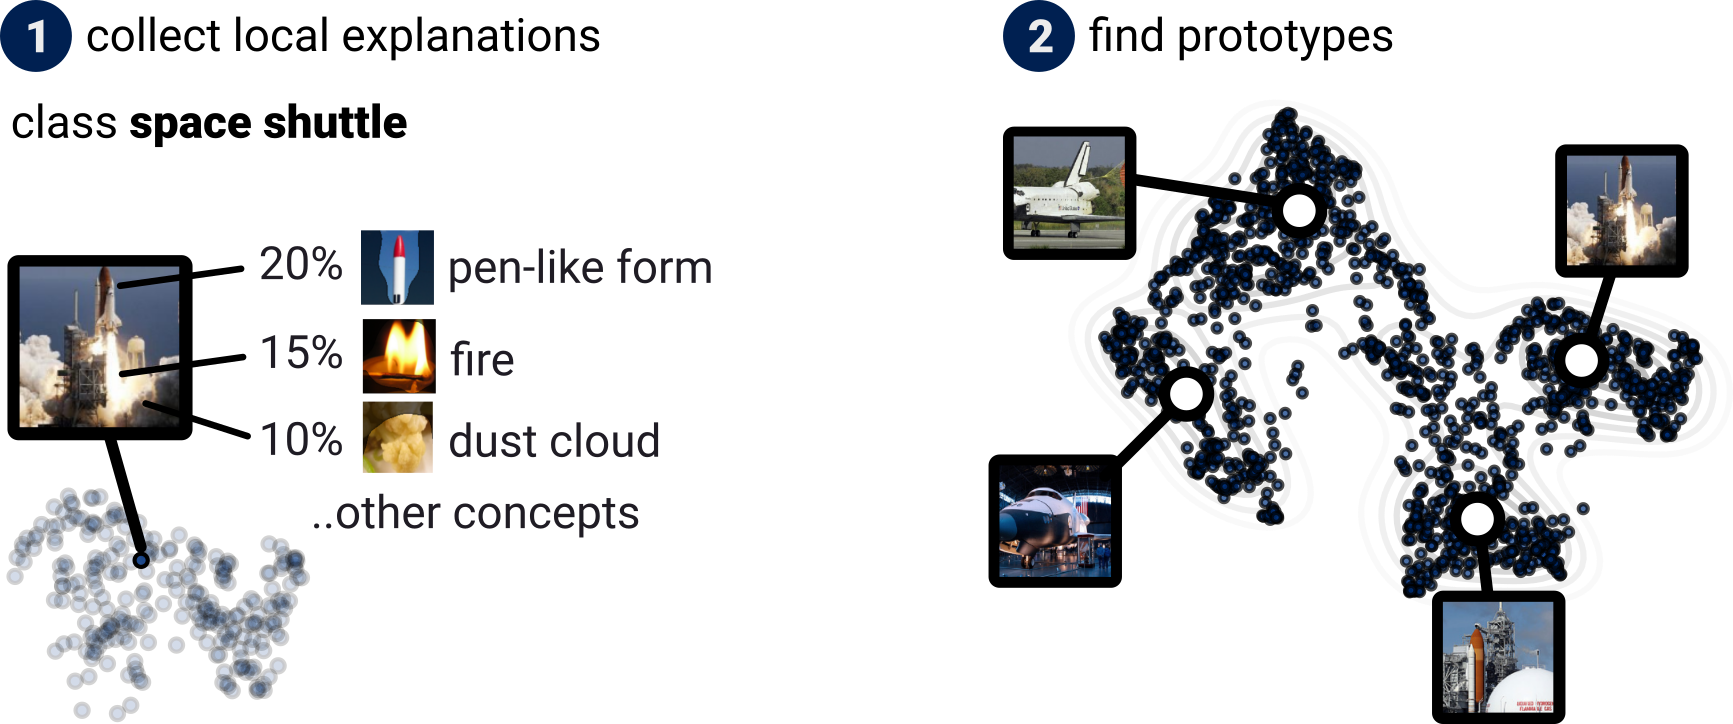 1 collect local explanations
class space shuttle
20% pen-like form
15% fire
10% dust cloud
..other concepts
2 find prototypes